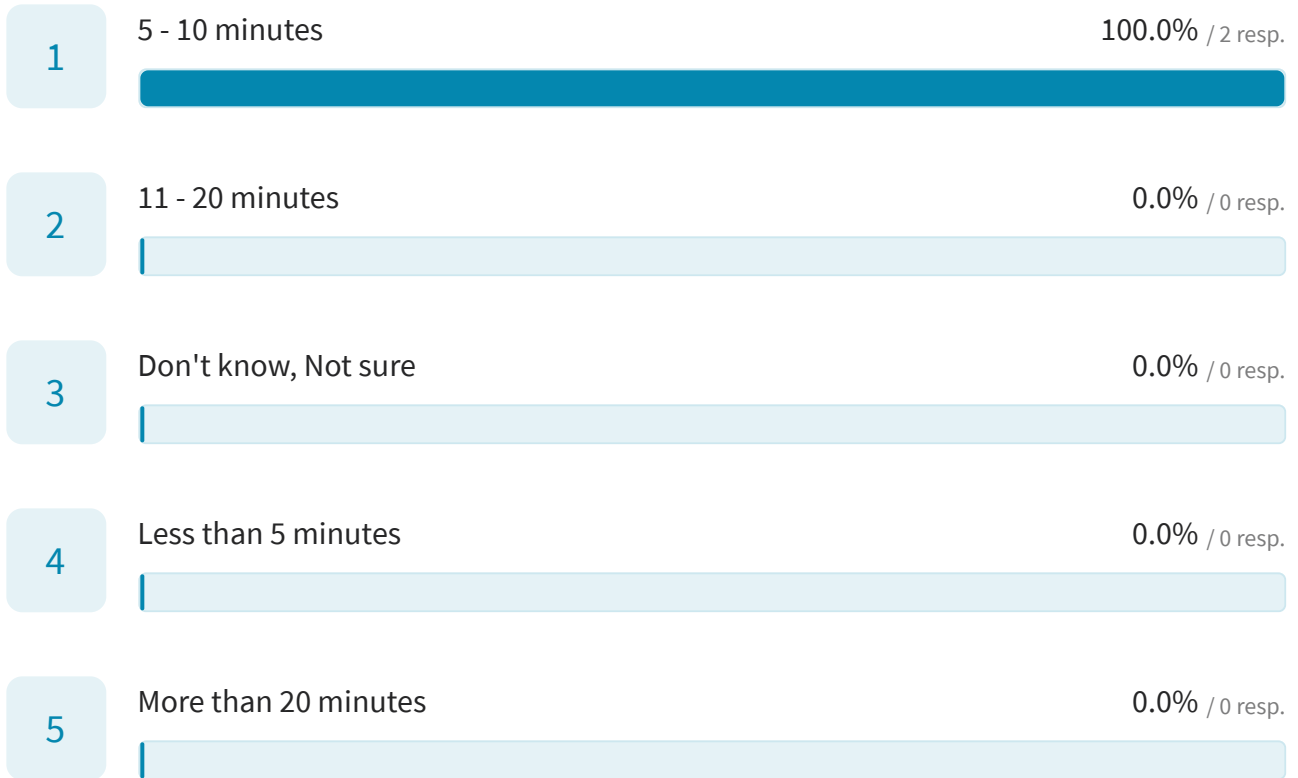 1
5 - 10 minutes 100.0% / 2 resp.
2
11 - 20 minutes 0.0% / 0 resp.
3
Don't know, Not sure 0.0% / 0 resp.
4
Less than 5 minutes 0.0% / 0 resp.
5
More than 20 minutes 0.0% / 0 resp.